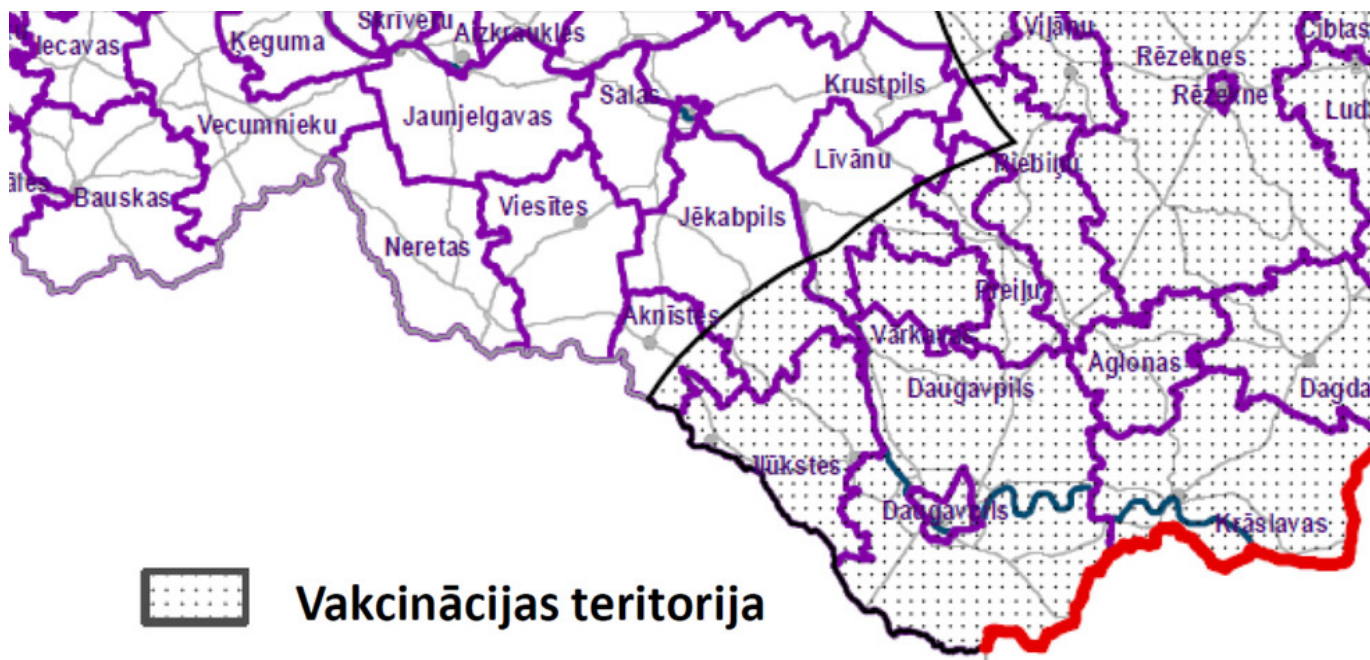 Skrīveru
Aizkraukles
Viļānu
Ciblas
Iecavas
Ķeguma
Rēzeknes
Krustpils
Salas
Rēzekne
Jaunjelgavas
Vecumnieku
Līvānu
Riebiņu
Bauskas
Viesītes
Jēkabpils
Neretas
Preiļu
Aknīstes
Vārkavas
Aglonas
Daugavpils
Dagda
Ilūkstes
Daugavpils
Krāslavas
Vakcinācijas teritorija